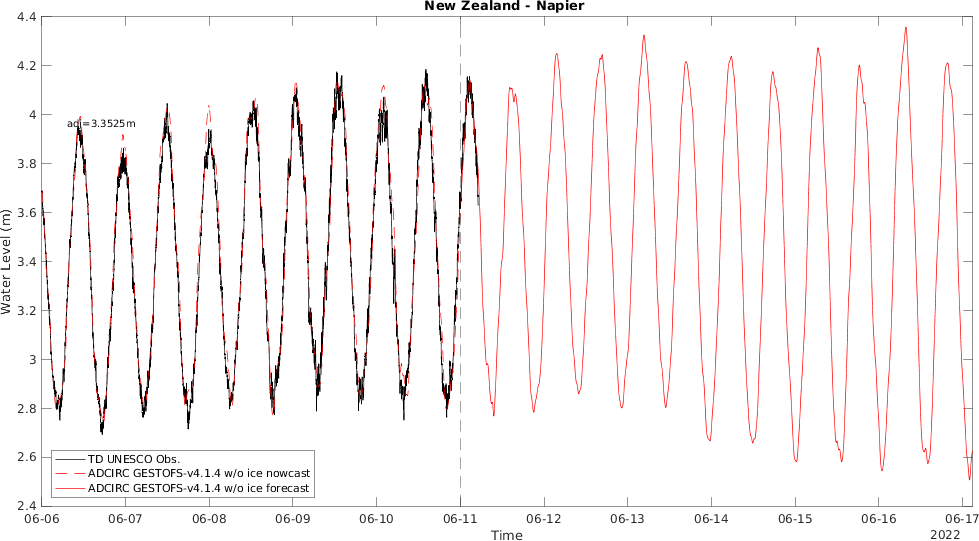 New Zealand - Napier
4.4
4.2
4
3.8
3.6
3.4
3.2
3
2.8
2.6
2.4
Water Level (m)
adj=3.3525m
TD UNESCO Obs.
ADCIRC GESTOFS-v4.1.4 w/o ice nowcast
ADCIRC GESTOFS-v4.1.4 w/o ice forecast
06-06 06-07 06-08 06-09 06-10 06-11 06-12 06-13 06-14 06-15 06-16 06-17
Time
2022